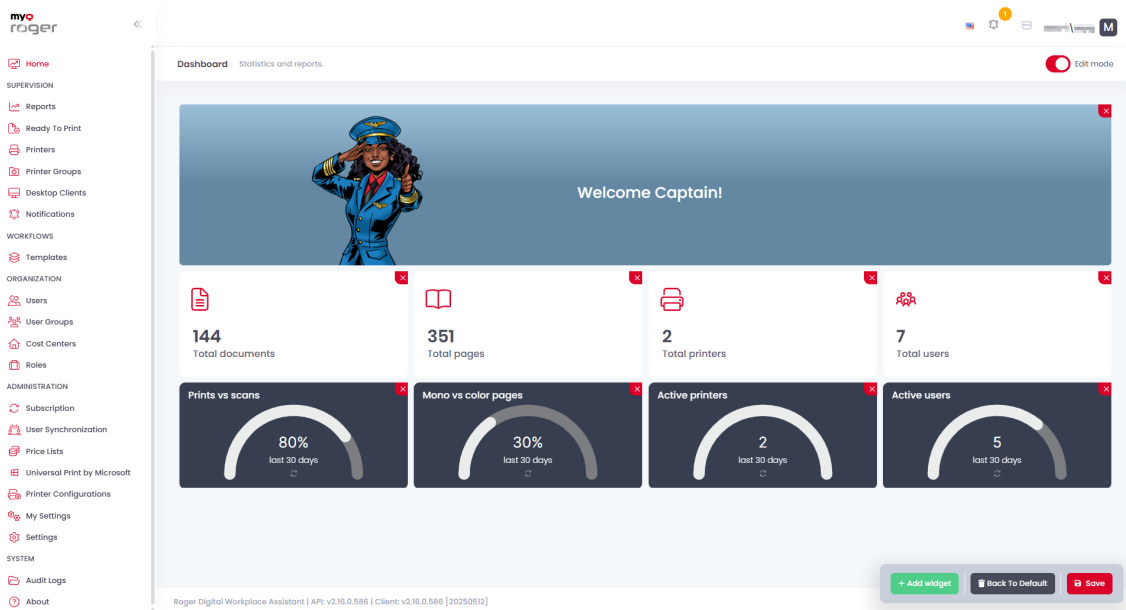 myQ
roger
1
M
Home
SUPERVISION
Reports
Ready To Print
Printers
Printer Groups
Desktop Clients
Notifications
WORKFLOWS
Templates
ORGANIZATION
Users
User Groups
Cost Centers
Roles
ADMINISTRATION
Subscription
User Synchronization
Price Lists
Universal Print by Microsoft
Printer Configurations
My Settings
Settings
SYSTEM
Audit Logs
About
Dashboard Statistics and reports.
Edit mode
Welcome Captain!
144
Total documents
351
Total pages
2
Total printers
7
Total users
Prints vs scans
80%
last 30 days
Mono vs color pages
30%
last 30 days
Active printers
2
last 30 days
Active users
5
last 30 days
+ Add widget
Back To Default
Save
Roger Digital Workplace Assistant | API: v2.16.0.586 | Client: v2.16.0.586 [20250512]